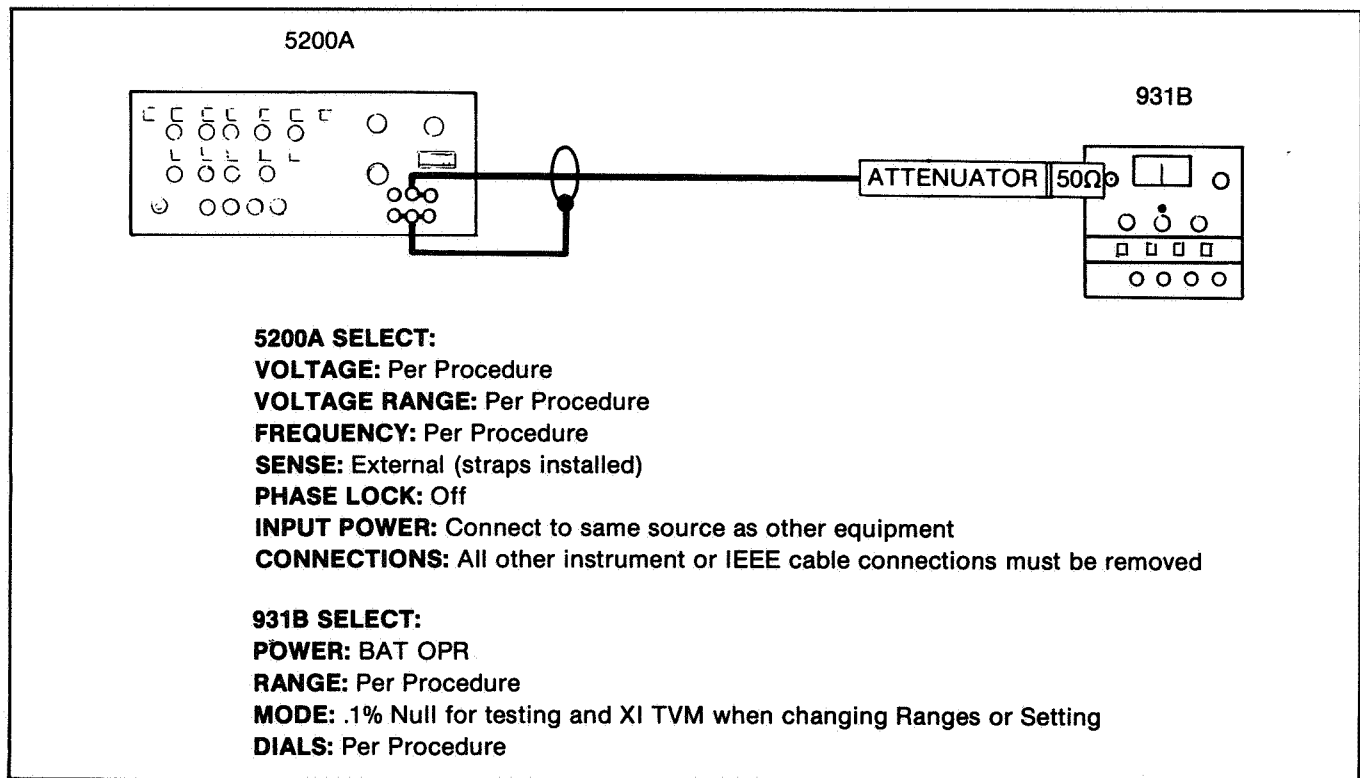 5200A
931B
ATTENUATOR 50Ω
5200A SELECT:
VOLTAGE: Per Procedure
VOLTAGE RANGE: Per Procedure
FREQUENCY: Per Procedure
SENSE: External (straps installed)
PHASE LOCK: Off
INPUT POWER: Connect to same source as other equipment
CONNECTIONS: All other instrument or IEEE cable connections must be removed
931B SELECT:
POWER: BAT OPR
RANGE: Per Procedure
MODE: .1% Null for testing and XI TVM when changing Ranges or Setting
DIALS: Per Procedure